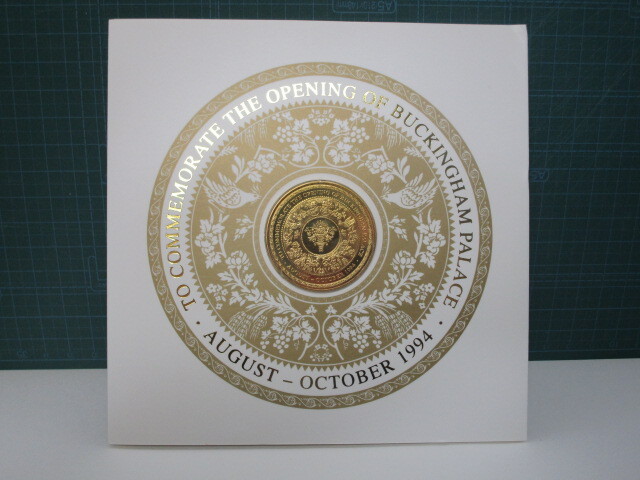 TO COMMEMORATE THE OPENING OF BUCKINGHAM PALACE
· AUGUST – OCTOBER 1994 ·